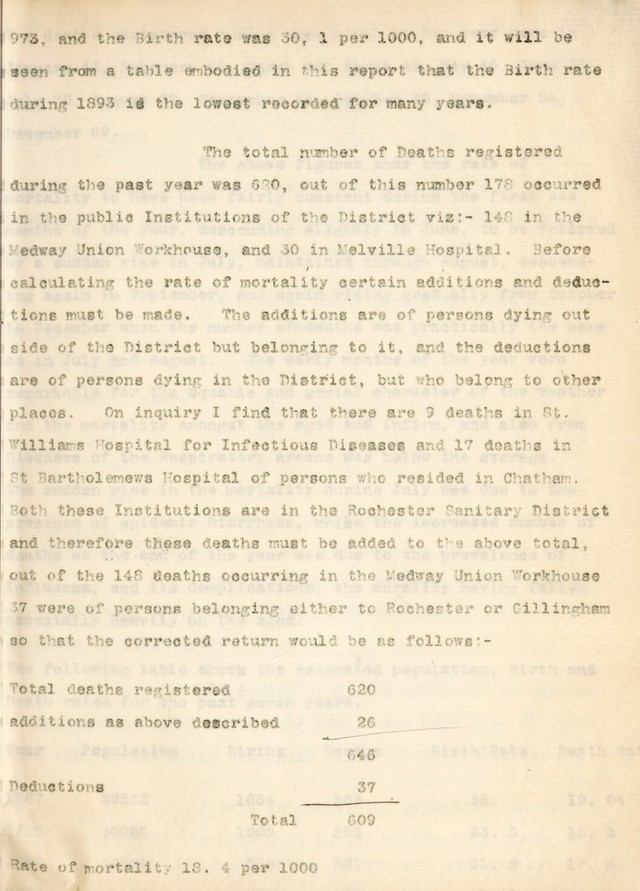 973, and the Birth rate was 30, 1 per 1000, and it will be
seen from a table embodied in this report that the Birth rate
during 1893 is the lowest recorded for many years.
The total number of Deaths registered
during the past year was 620, out of this number 178 occurred
in the public Institutions of the District viz:- 148 in the
Medway Union Workhouse, and 30 in Melville Hospital. Before
calculating the rate of mortality certain additions and deduc-
tions must be made. The additions are of persons dying out
side of the District but belonging to it, and the deductions
are of persons dying in the District, but who belong to other
places. On inquiry I find that there are 9 deaths in St.
Williams Hospital for Infectious Diseases and 17 deaths in
St Bartholemews Hospital of persons who resided in Chatham.
Both these Institutions are in the Rochester Sanitary District
and therefore these deaths must be added to the above total,
out of the 148 deaths occurring in the Medway Union Workhouse
37 were of persons belonging either to Rochester or Gillingham
so that the corrected return would be as follows:-
Total deaths registered 620
additions as above described 26
646
Deductions 37
Total 609
Rate of mortality 18. 4 per 1000